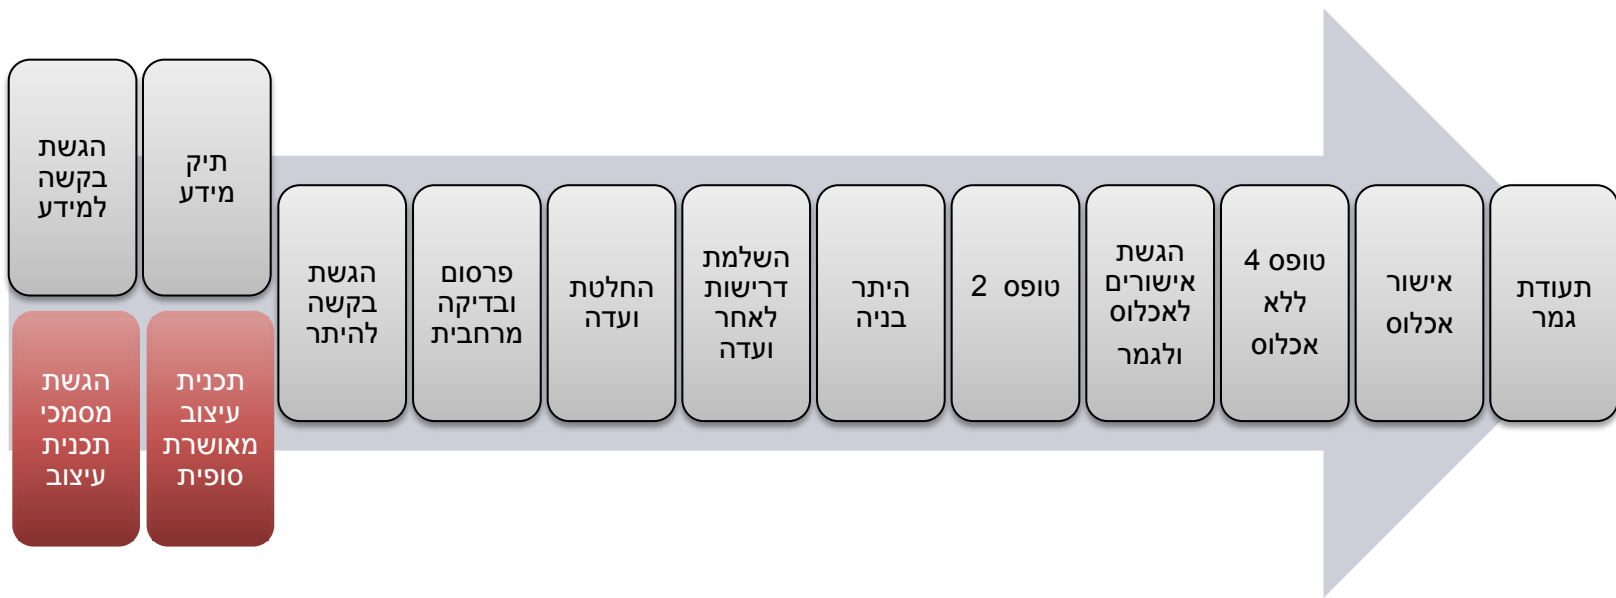 הגשת
בקשה
למידע
תיק
מידע
הגשת
מסמכי
תכנית
עיצוב
תכנית
עיצוב
מאושרת
סופית
הגשת
בקשה
להיתר
פרסום
ובדיקה
מרחבית
החלטת
ועדה
השלמת
דרישות
לאחר
ועדה
היתר
בניה
טופס 2
הגשת
אישורים
לאכלוס
ולגמר
טופס 4
ללא
אכלוס
אישור
אכלוס
תעודת
גמר